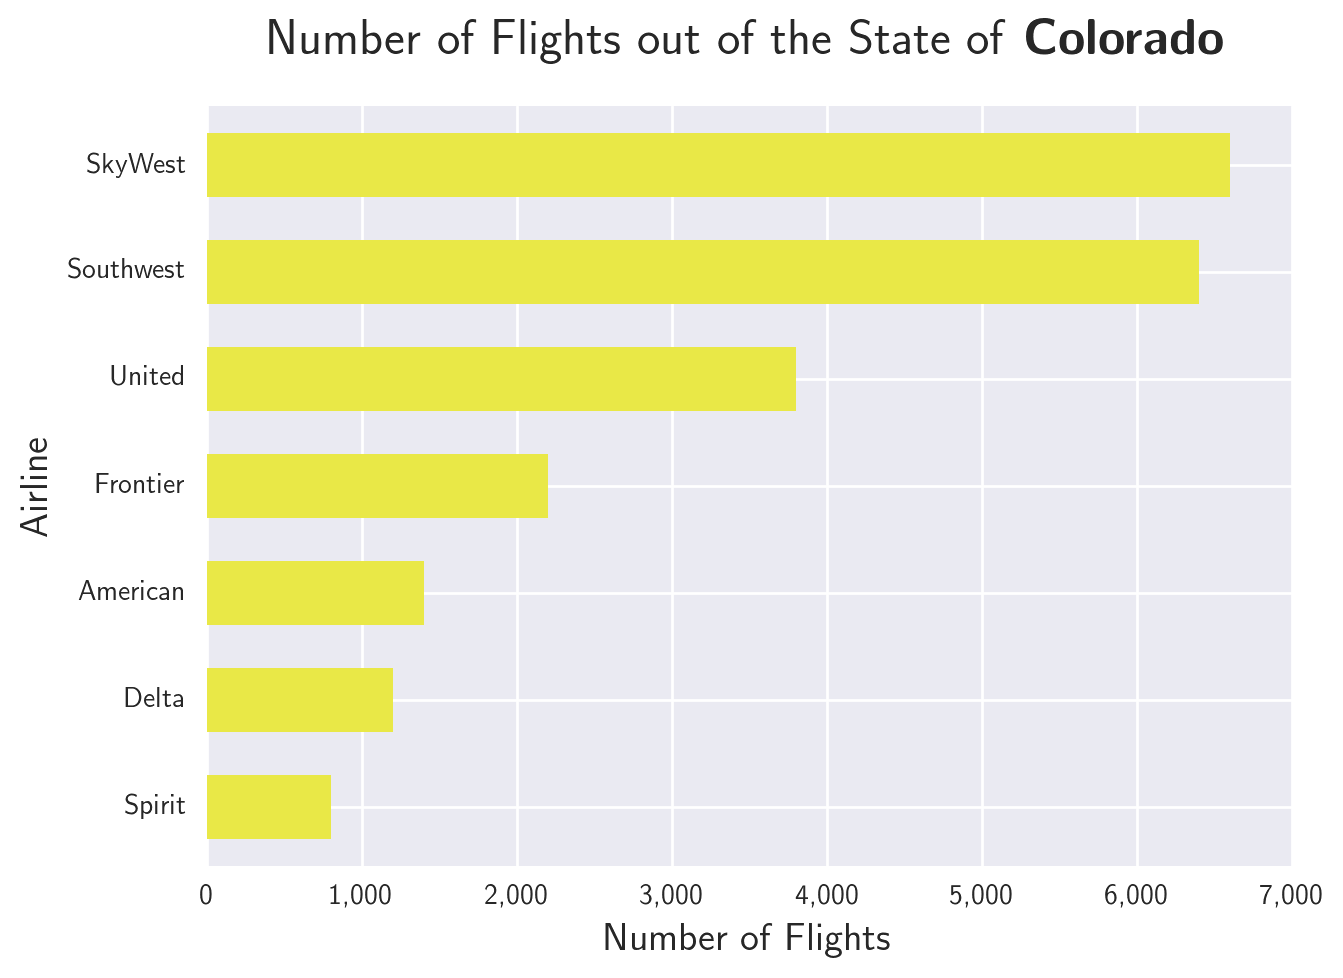 Number of Flights out of the State of Colorado
SkyWest
Southwest
United
Frontier
American
Delta
Spirit
Airline
0 1,000 2,000 3,000 4,000 5,000 6,000 7,000
Number of Flights